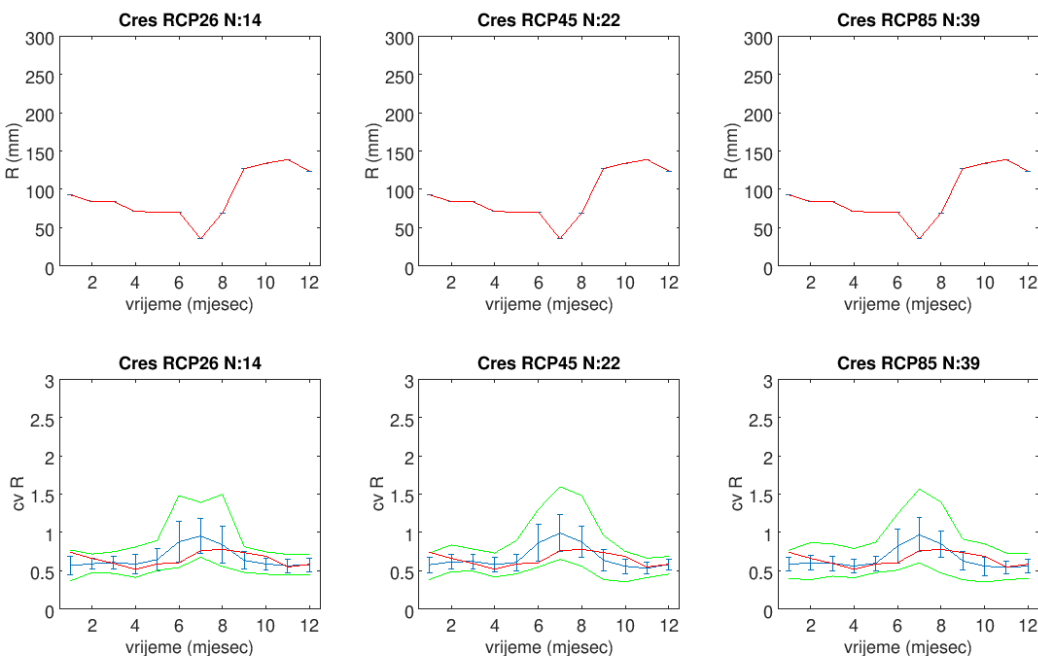 Cres RCP26 N:14
Cres RCP45 N:22
Cres RCP85 N:39
300
250
200
150
100
50
0
R (mm)
2 4 6 8 10 12
vrijeme (mjesec)
300
250
200
150
100
50
0
R (mm)
2 4 6 8 10 12
vrijeme (mjesec)
300
250
200
150
100
50
0
R (mm)
2 4 6 8 10 12
vrijeme (mjesec)
Cres RCP26 N:14
Cres RCP45 N:22
Cres RCP85 N:39
3
2.5
2
1.5
1
0.5
0
cv R
2 4 6 8 10 12
vrijeme (mjesec)
3
2.5
2
1.5
1
0.5
0
cv R
2 4 6 8 10 12
vrijeme (mjesec)
3
2.5
2
1.5
1
0.5
0
cv R
2 4 6 8 10 12
vrijeme (mjesec)